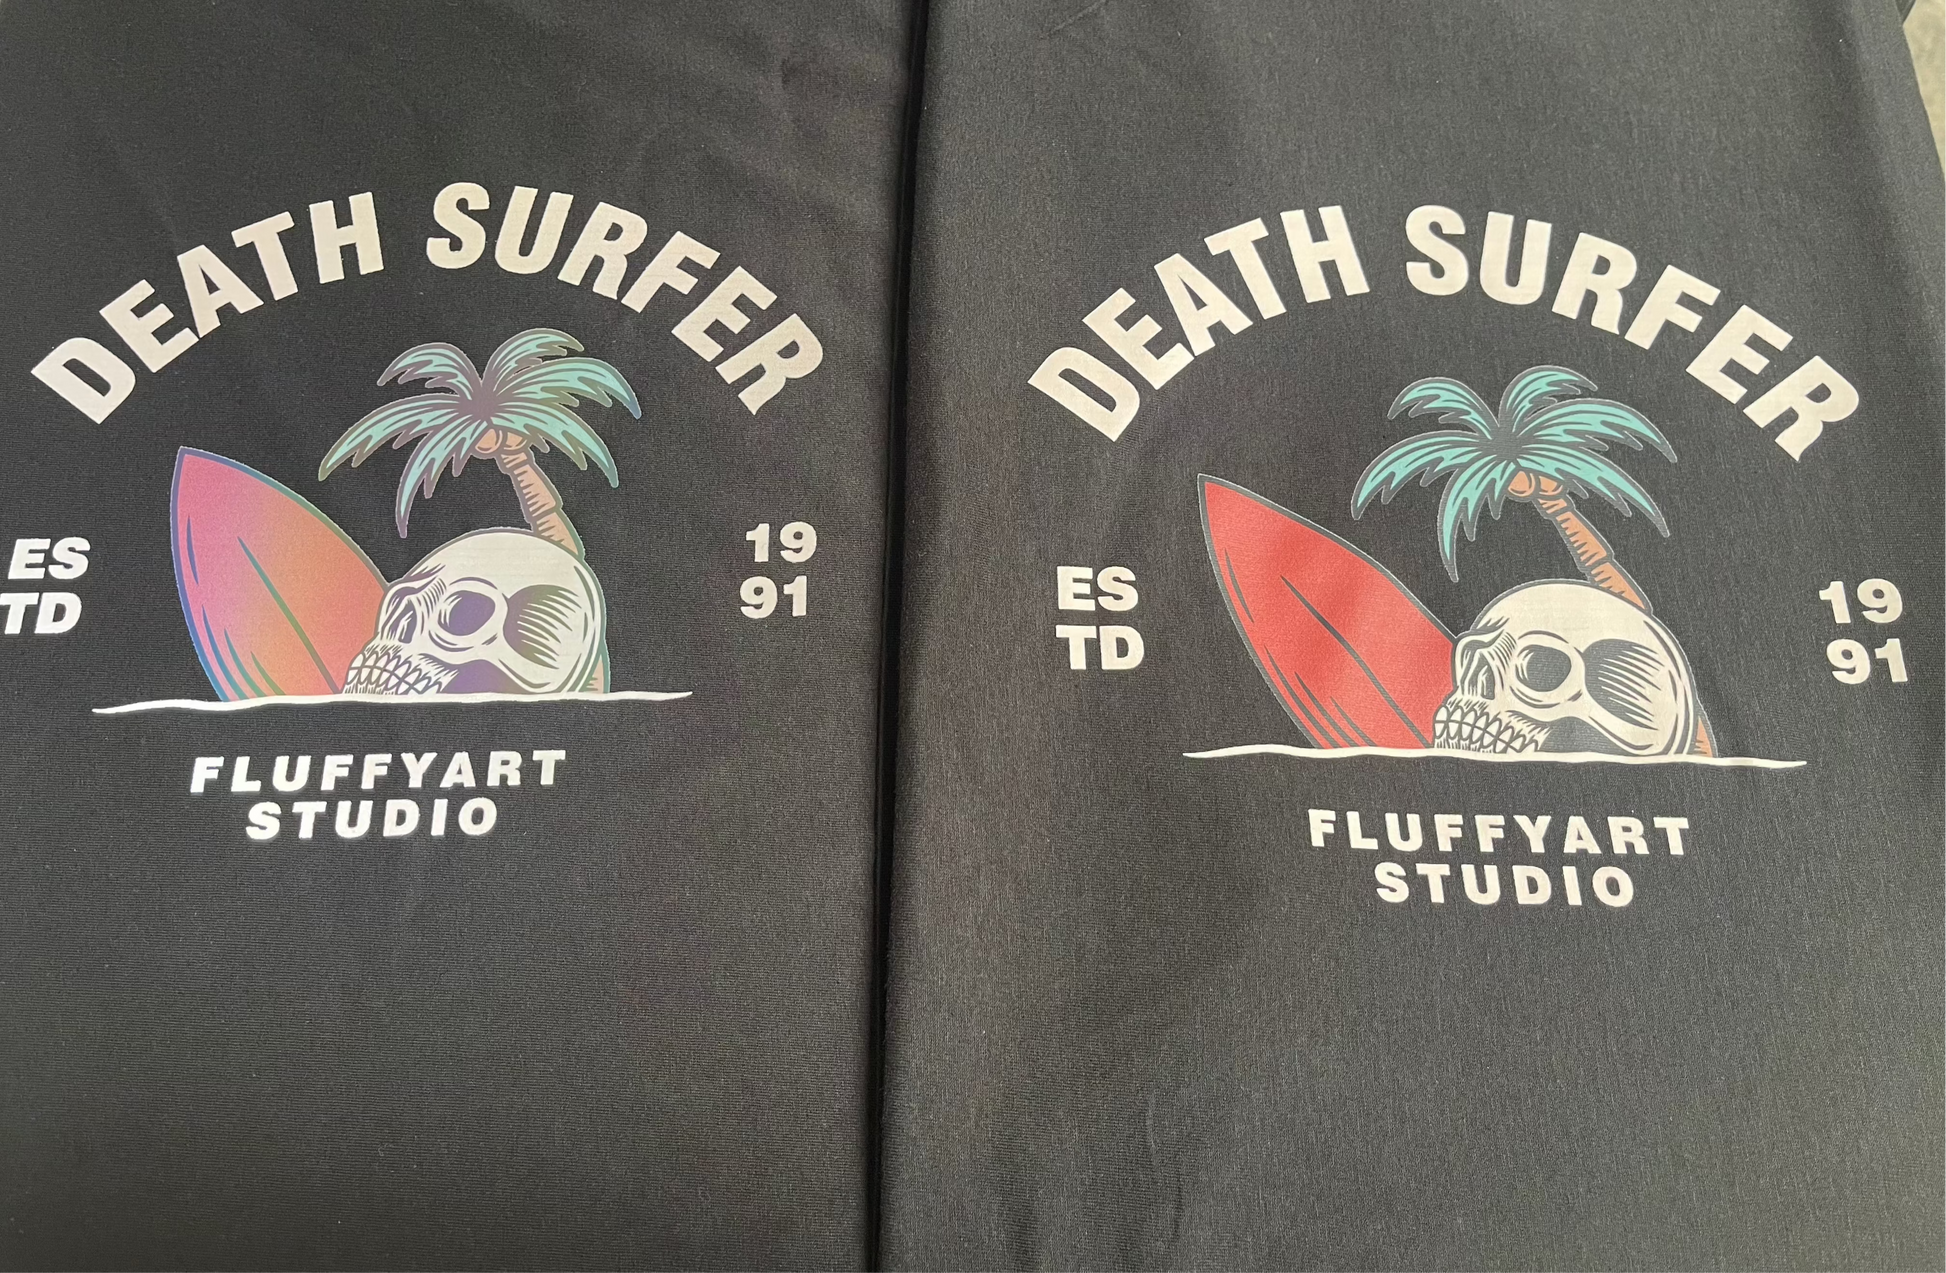 DEATH SURFER
ES
TD
19
91
FLUFFYART
STUDIO
DEATH SURFER
ES
TD
19
91
FLUFFYART
STUDIO